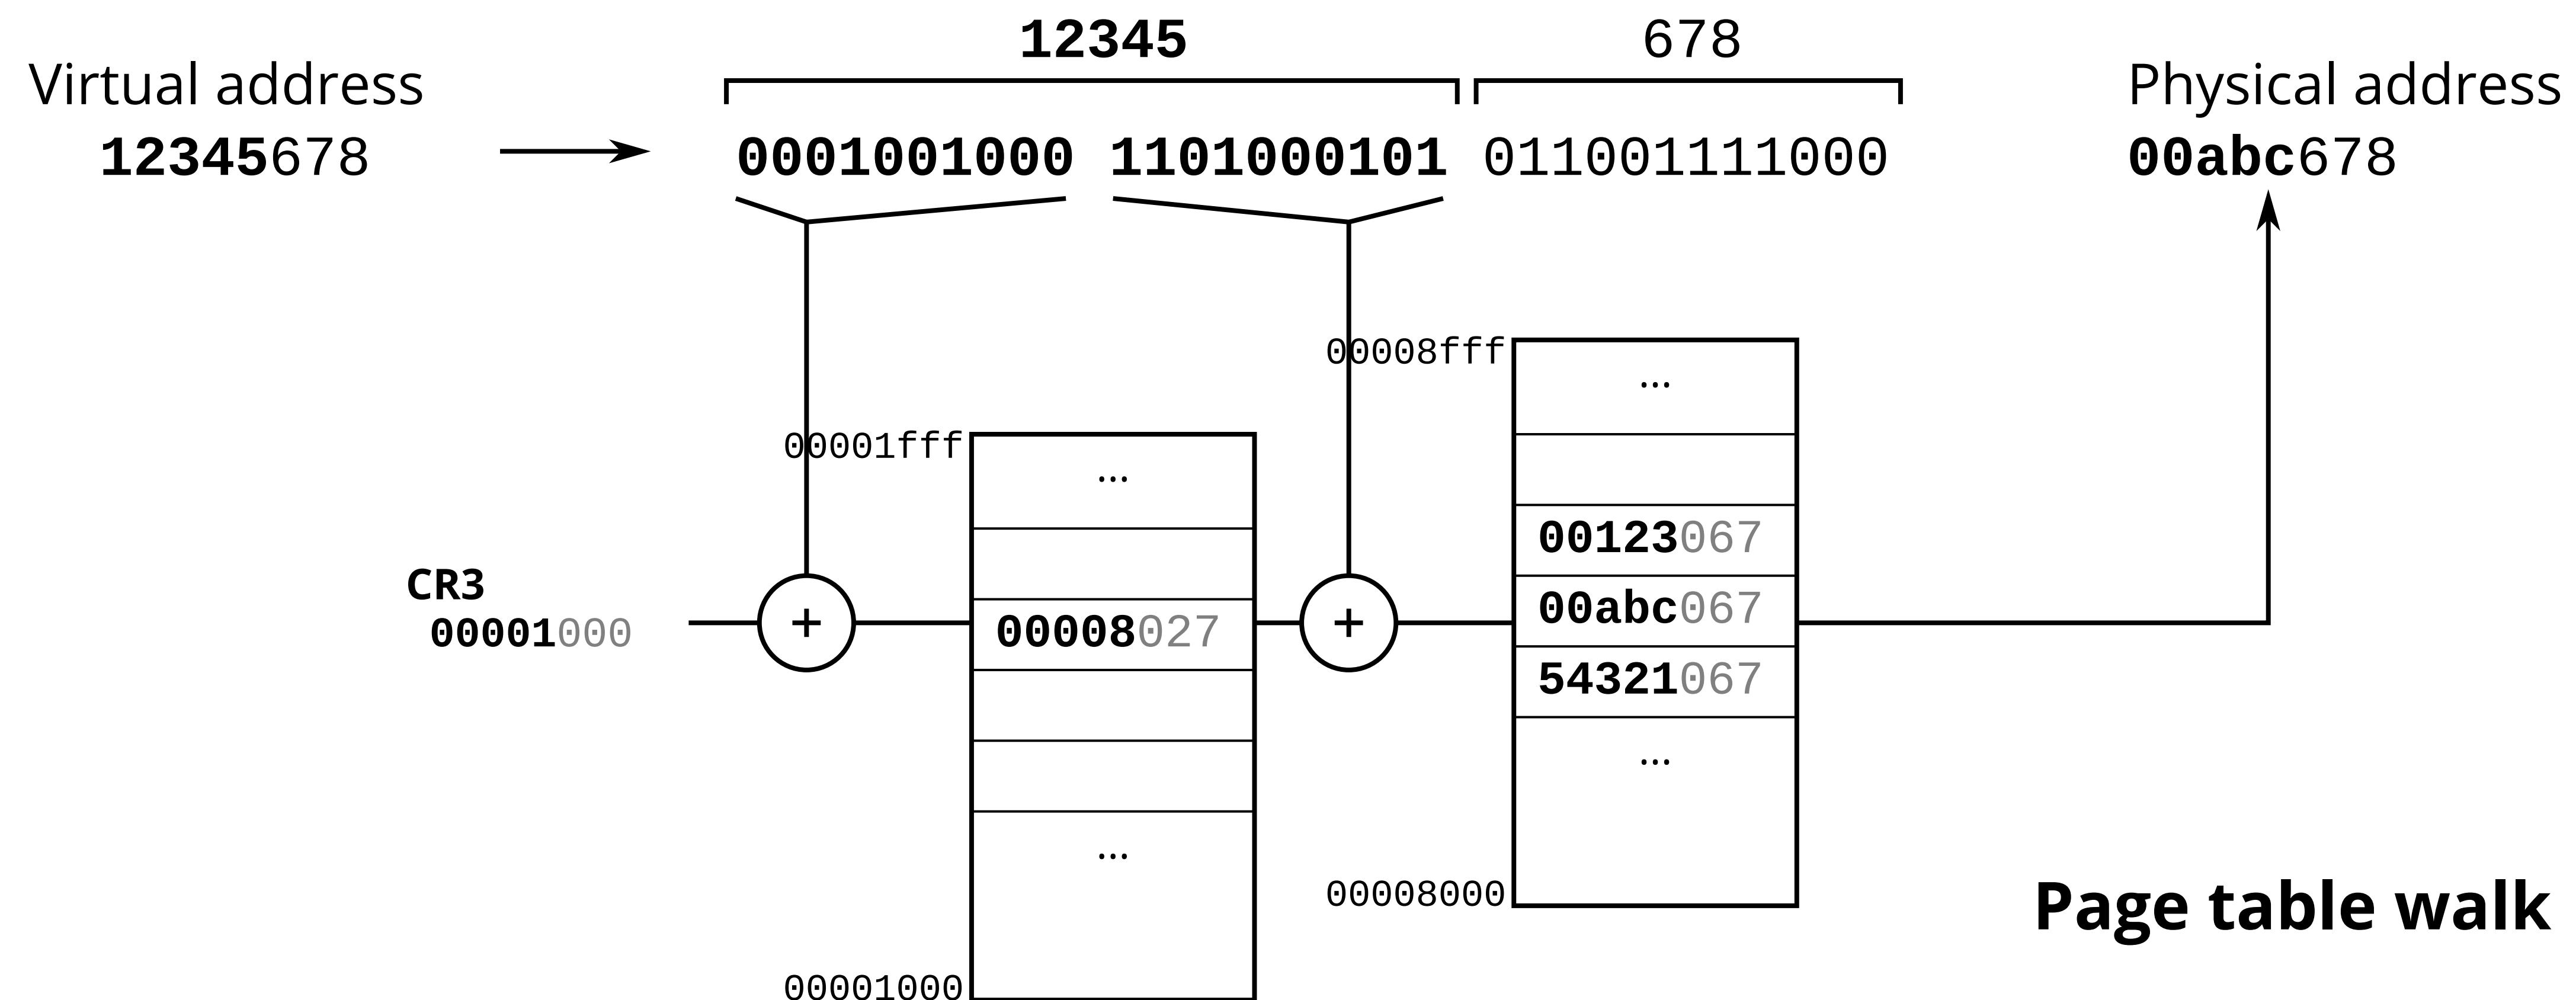 12345 678
Virtual address
12345678
0001001000 1101000101 011001111000
Physical address
00abc678
00008fff
...
00001fff
...
00123067
00abc067
54321067
CR3
00001000
+
00008027
+
...
...
00008000
00001000
Page table walk